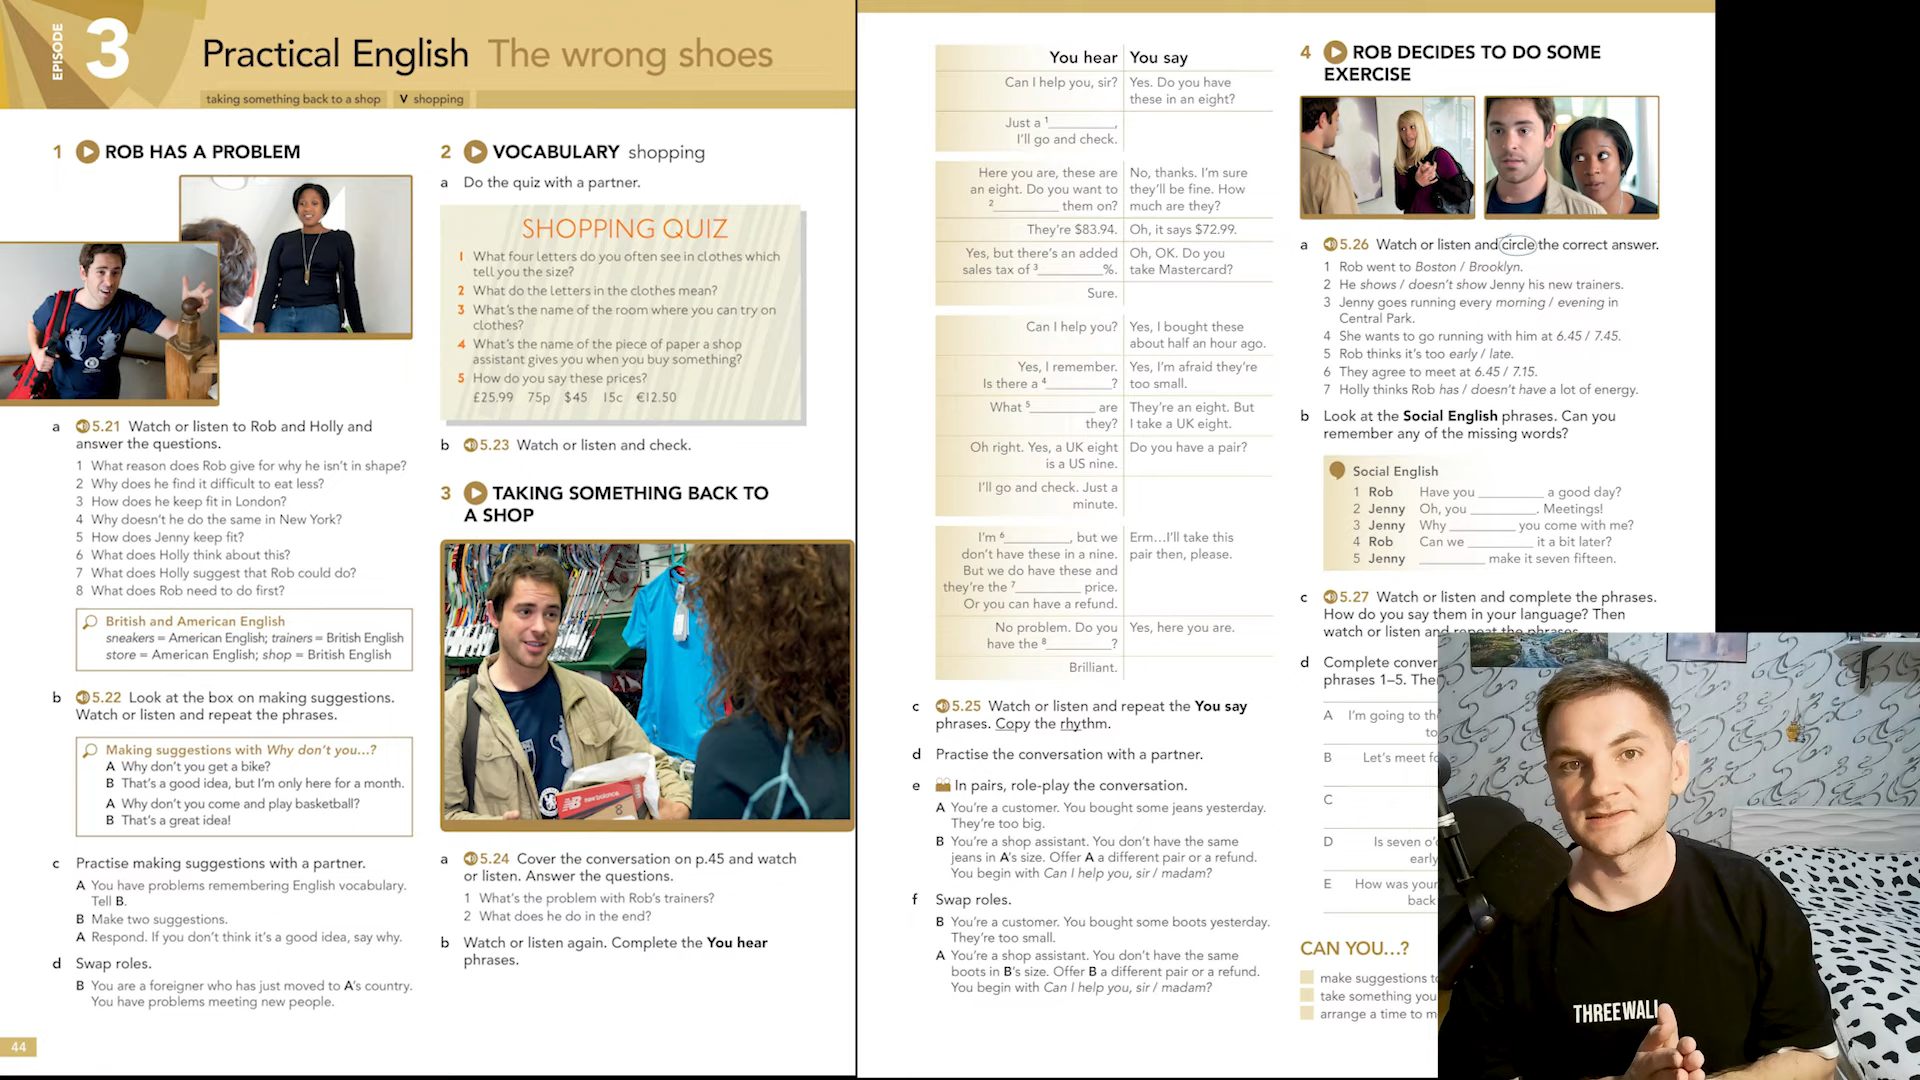 EPISODE
3
Practical English The wrong shoes
taking something back to a shop V shopping
1 ROB HAS A PROBLEM
a 5.21 Watch or listen to Rob and Holly and
answer the questions.
1 What reason does Rob give for why he isn't in shape?
2 Why does he find it difficult to eat less?
3 How does he keep fit in London?
4 Why doesn't he do the same in New York?
5 How does Jenny keep fit?
6 What does Holly think about this?
7 What does Holly suggest that Rob could do?
8 What does Rob need to do first?
British and American English
sneakers = American English; trainers = British English
store = American English; shop = British English
b 5.22 Look at the box on making suggestions.
Watch or listen and repeat the phrases.
Making suggestions with Why don't you...?
A Why don't you get a bike?
B That's a good idea, but I'm only here for a month.
A Why don't you come and play basketball?
B That's a great idea!
c Practise making suggestions with a partner.
A You have problems remembering English vocabulary.
Tell B.
B Make two suggestions.
A Respond. If you don't think it's a good idea, say why.
d Swap roles.
B You are a foreigner who has just moved to A's country.
You have problems meeting new people.
44
2 VOCABULARY shopping
a Do the quiz with a partner.
SHOPPING QUIZ
1 What four letters do you often see in clothes which
tell you the size?
2 What do the letters in the clothes mean?
3 What's the name of the room where you can try on
clothes?
4 What's the name of the piece of paper a shop
assistant gives you when you buy something?
5 How do you say these prices?
£25.99 75p $45 15c €12.50
b 5.23 Watch or listen and check.
3 TAKING SOMETHING BACK TO
A SHOP
new balance
8
a 5.24 Cover the conversation on p.45 and watch
or listen. Answer the questions.
1 What's the problem with Rob's trainers?
2 What does he do in the end?
b Watch or listen again. Complete the You hear
phrases.
You hear You say
Can I help you, sir? Yes. Do you have
these in an eight?
Just a 1__________,
I'll go and check.
Here you are, these are No, thanks. I'm sure
an eight. Do you want to they'll be fine. How
2__________ them on? much are they?
They're $83.94. Oh, it says $72.99.
Yes, but there's an added Oh, OK. Do you
sales tax of 3__________%. take Mastercard?
Sure.
Can I help you? Yes, I bought these
about half an hour ago.
Yes, I remember. Yes, I'm afraid they're
Is there a 4__________? too small.
What 5__________ are They're an eight. But
they? I take a UK eight.
Oh right. Yes, a UK eight Do you have a pair?
is a US nine.
I'll go and check. Just a
minute.
I'm 6__________, but we Erm...I'll take this
don't have these in a nine. pair then, please.
But we do have these and
they're the 7__________ price.
Or you can have a refund.
No problem. Do you Yes, here you are.
have the 8__________?
Brilliant.
c 5.25 Watch or listen and repeat the You say
phrases. Copy the rhythm.
d Practise the conversation with a partner.
e In pairs, role-play the conversation.
A You're a customer. You bought some jeans yesterday.
They're too big.
B You're a shop assistant. You don't have the same
jeans in A's size. Offer A a different pair or a refund.
You begin with Can I help you, sir / madam?
f Swap roles.
B You're a customer. You bought some boots yesterday.
They're too small.
A You're a shop assistant. You don't have the same
boots in B's size. Offer B a different pair or a refund.
You begin with Can I help you, sir / madam?
4 ROB DECIDES TO DO SOME
EXERCISE
a 5.26 Watch or listen and circle the correct answer.
1 Rob went to Boston / Brooklyn.
2 He shows / doesn't show Jenny his new trainers.
3 Jenny goes running every morning / evening in
Central Park.
4 She wants to go running with him at 6.45 / 7.45.
5 Rob thinks it's too early / late.
6 They agree to meet at 6.45 / 7.15.
7 Holly thinks Rob has / doesn't have a lot of energy.
b Look at the Social English phrases. Can you
remember any of the missing words?
Social English
1 Rob Have you __________ a good day?
2 Jenny Oh, you __________. Meetings!
3 Jenny Why __________ you come with me?
4 Rob Can we __________ it a bit later?
5 Jenny __________ make it seven fifteen.
c 5.27 Watch or listen and complete the phrases.
How do you say them in your language? Then
watch or listen and repeat the phrases.
d Complete conver
phrases 1–5. The
A I'm going to th
to
B Let's meet fo
C
D Is seven o'c
early
E How was your
back
CAN YOU...?
make suggestions to
take something you
arrange a time to m
THREEWALL